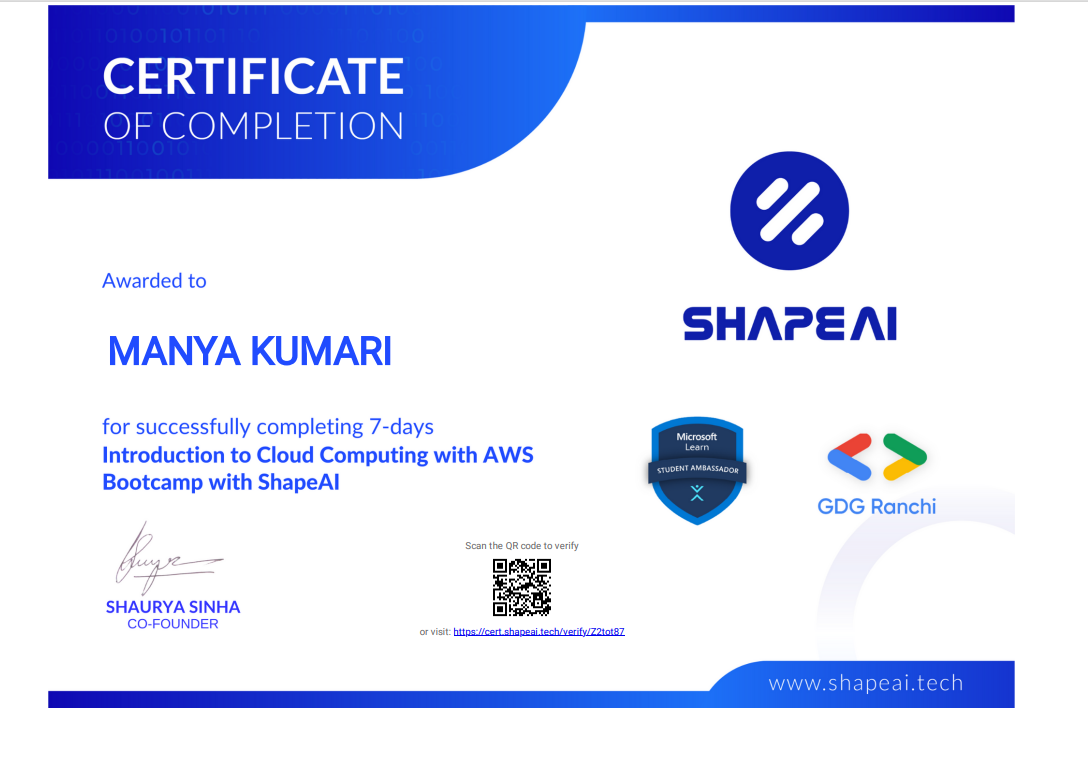 CERTIFICATE
OF COMPLETION
SHAPEAI
Awarded to
MANYA KUMARI
for successfully completing 7-days
Introduction to Cloud Computing with AWS
Bootcamp with ShapeAI
Microsoft
Learn
STUDENT AMBASSADOR
GDG Ranchi
Scan the QR code to verify
SHAURYA SINHA
CO-FOUNDER
or visit: https://cert.shapeai.tech/verify/Z2tot87
www.shapeai.tech